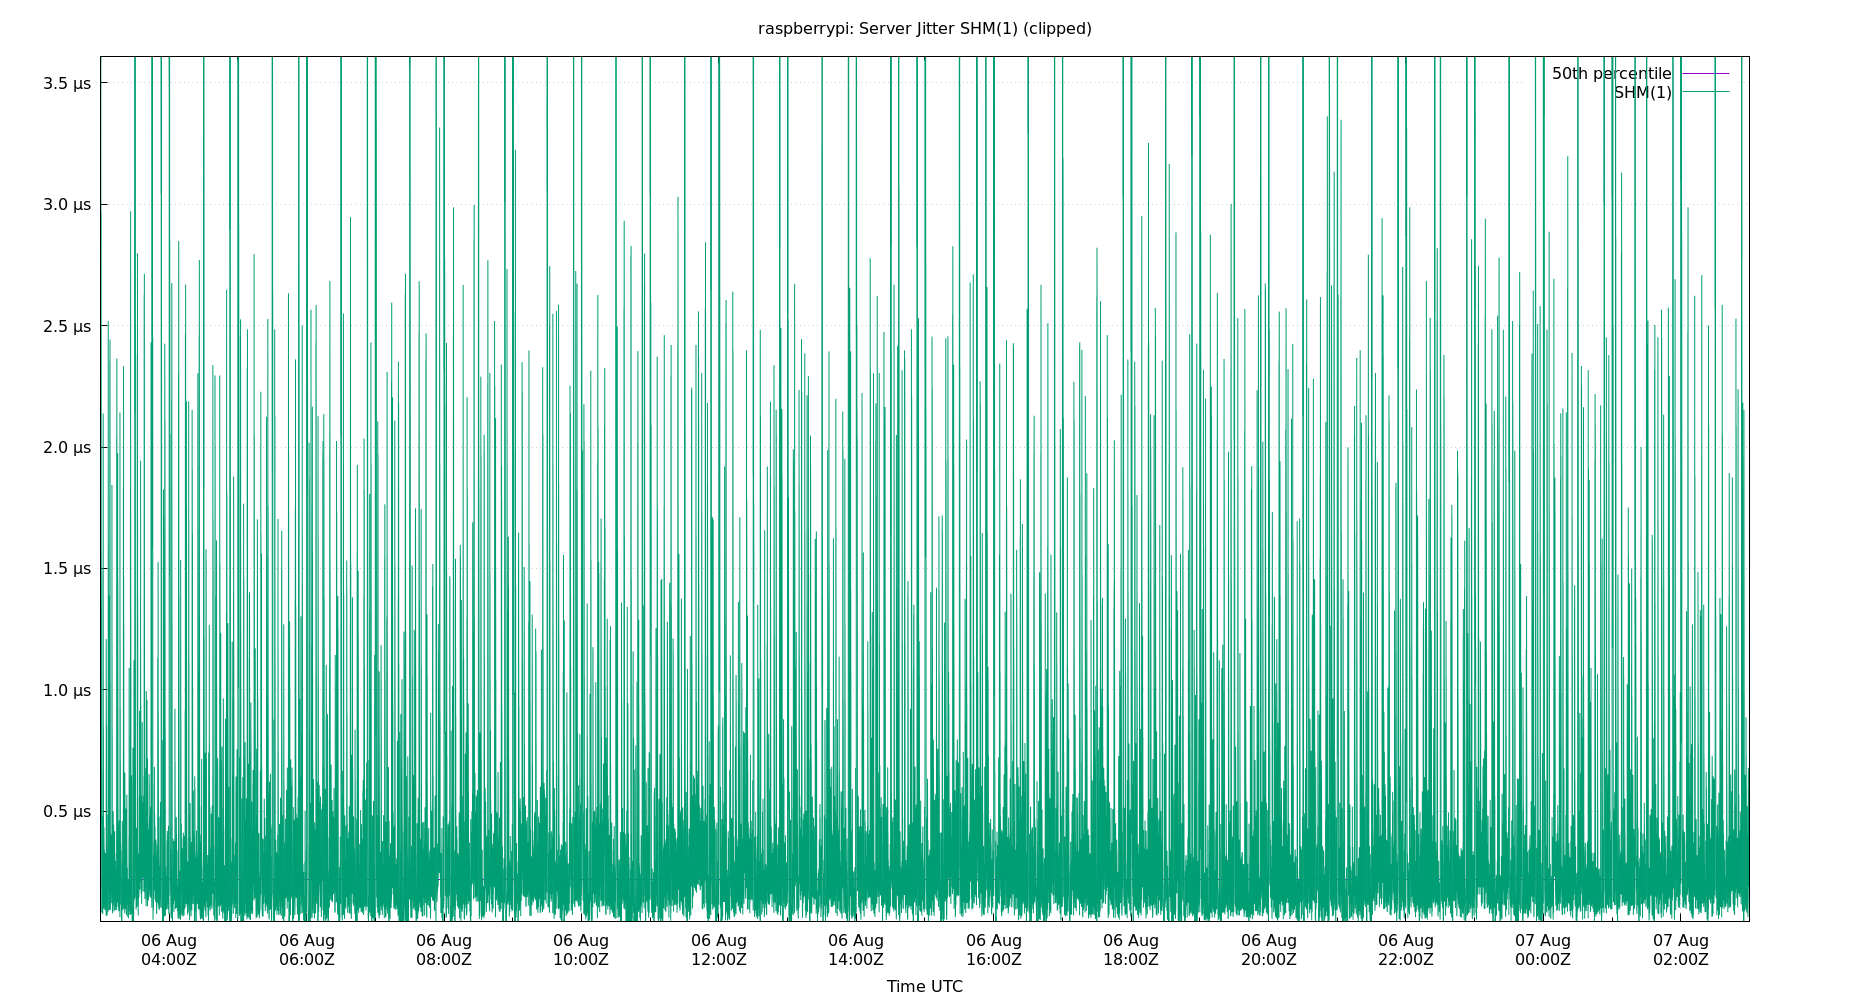 raspberrypi: Server Jitter SHM(1) (clipped)
50th percentile
SHM(1)
3.5 µs
3.0 µs
2.5 µs
2.0 µs
1.5 µs
1.0 µs
0.5 µs
06 Aug 06 Aug 06 Aug 06 Aug 06 Aug 06 Aug 06 Aug 06 Aug 06 Aug 06 Aug 07 Aug 07 Aug
04:00Z 06:00Z 08:00Z 10:00Z 12:00Z 14:00Z 16:00Z 18:00Z 20:00Z 22:00Z 00:00Z 02:00Z
Time UTC